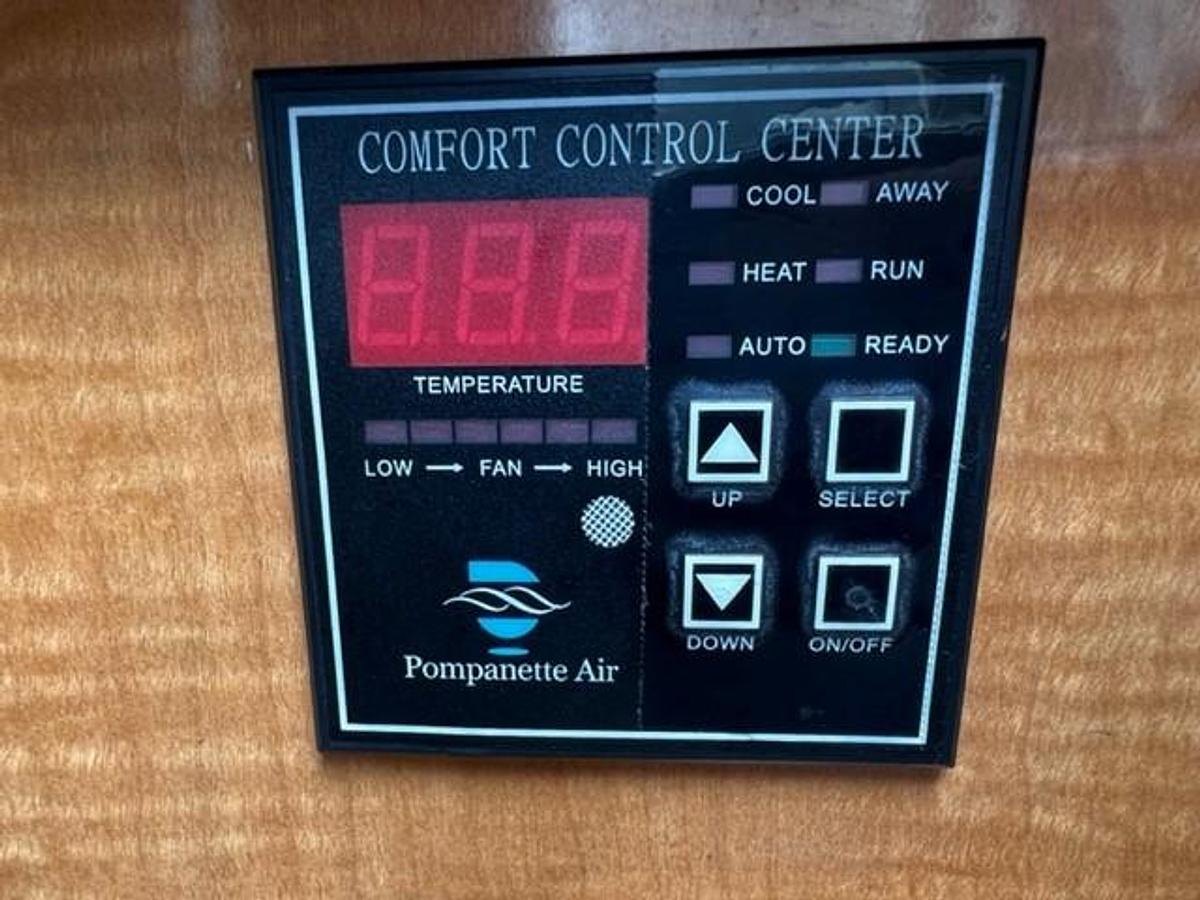 COMFORT CONTROL CENTER
COOL AWAY
HEAT RUN
AUTO READY
TEMPERATURE
LOW FAN HIGH
UP SELECT
DOWN ON/OFF
Pompanette Air